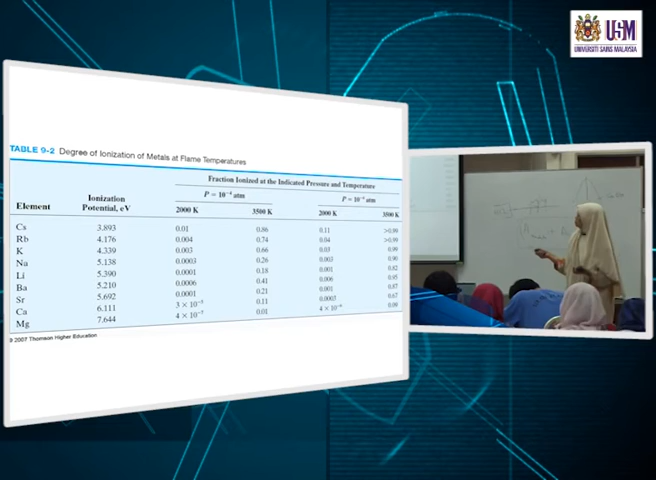 USM
UNIVERSITI SAINS MALAYSIA
TABLE 9-2 Degree of Ionization of Metals at Flame Temperatures
Fraction Ionized at the Indicated Pressure and Temperature
P = 10⁻⁴ atm P = 10⁻⁶ atm
Element Ionization Potential, eV 2000 K 3500 K 2000 K 3500 K
Cs 3.893 0.01 0.86 0.11 >0.99
Rb 4.176 0.004 0.74 0.04 >0.99
K 4.339 0.003 0.66 0.03 0.99
Na 5.138 0.0003 0.26 0.003 0.90
Li 5.390 0.0001 0.18 0.001 0.82
Ba 5.210 0.0006 0.41 0.006 0.95
Sr 5.692 0.0001 0.21 0.001 0.87
Ca 6.111 3 × 10⁻⁵ 0.11 0.0003 0.67
Mg 7.644 4 × 10⁻⁷ 0.01 4 × 10⁻⁶ 0.09
© 2007 Thomson Higher Education